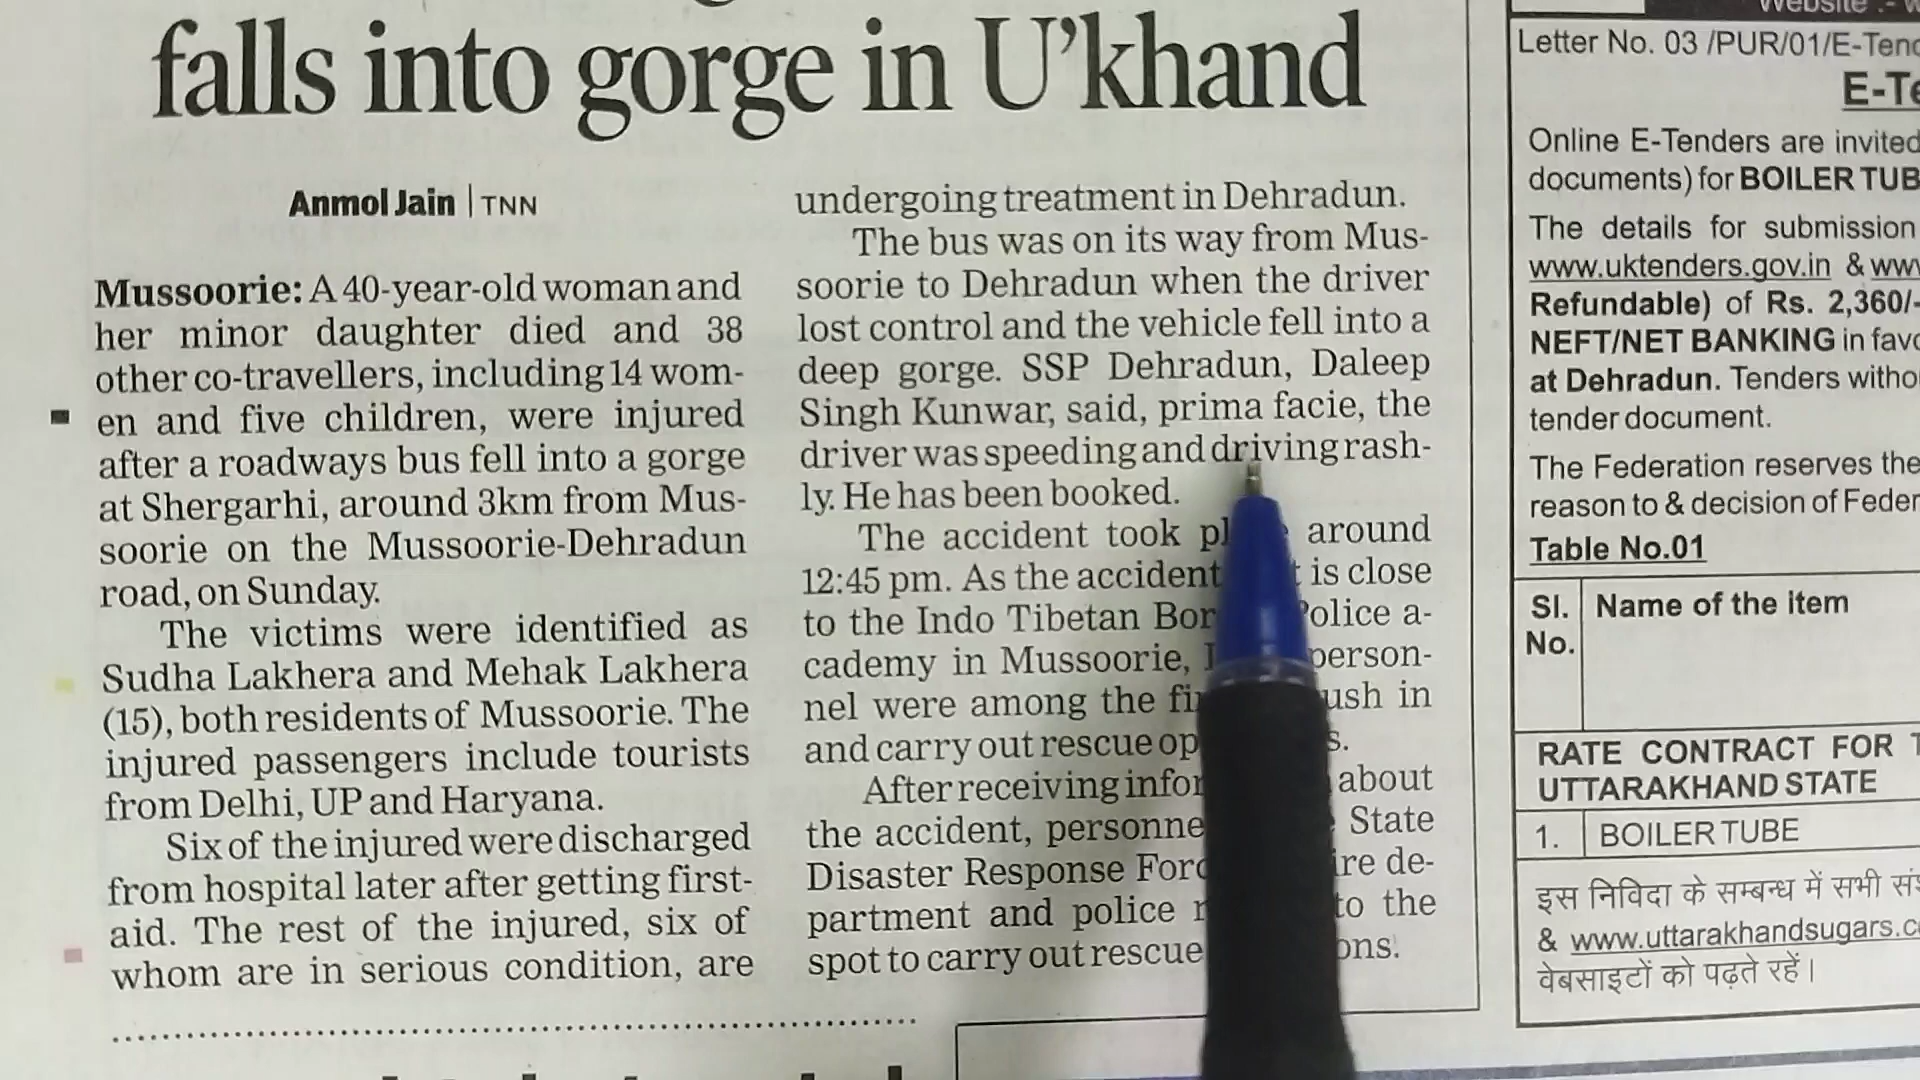 falls into gorge in U'khand
Anmol Jain | TNN
Mussoorie: A 40-year-old woman and
her minor daughter died and 38
other co-travellers, including 14 wom-
en and five children, were injured
after a roadways bus fell into a gorge
at Shergarhi, around 3km from Mus-
soorie on the Mussoorie-Dehradun
road, on Sunday.
The victims were identified as
Sudha Lakhera and Mehak Lakhera
(15), both residents of Mussoorie. The
injured passengers include tourists
from Delhi, UP and Haryana.
Six of the injured were discharged
from hospital later after getting first-
aid. The rest of the injured, six of
whom are in serious condition, are
undergoing treatment in Dehradun.
The bus was on its way from Mus-
soorie to Dehradun when the driver
lost control and the vehicle fell into a
deep gorge. SSP Dehradun, Daleep
Singh Kunwar, said, prima facie, the
driver was speeding and driving rash-
ly. He has been booked.
The accident took around
12:45 pm. As the accident is close
to the Indo Tibetan Police a-
cademy in Mussoorie, person-
nel were among the in
and carry out rescue
After receiving about
the accident, State
Disaster Response de-
partment and police to the
spot to carry out rescue
Website :-
Letter No. 03 /PUR/01/E-Tend
E-Te
Online E-Tenders are invited
documents) for BOILER TUB
The details for submission
www.uktenders.gov.in & ww
Refundable) of Rs. 2,360/-
NEFT/NET BANKING in favo
at Dehradun. Tenders witho
tender document.
The Federation reserves the
reason to & decision of Feder
Table No.01
Sl. No.
Name of the item
RATE CONTRACT FOR T
UTTARAKHAND STATE
1. BOILER TUBE
इस निविदा के सम्बन्ध में सभी
& www.uttarakhandsugars.c
वेबसाइटों को पढ़ते रहें।